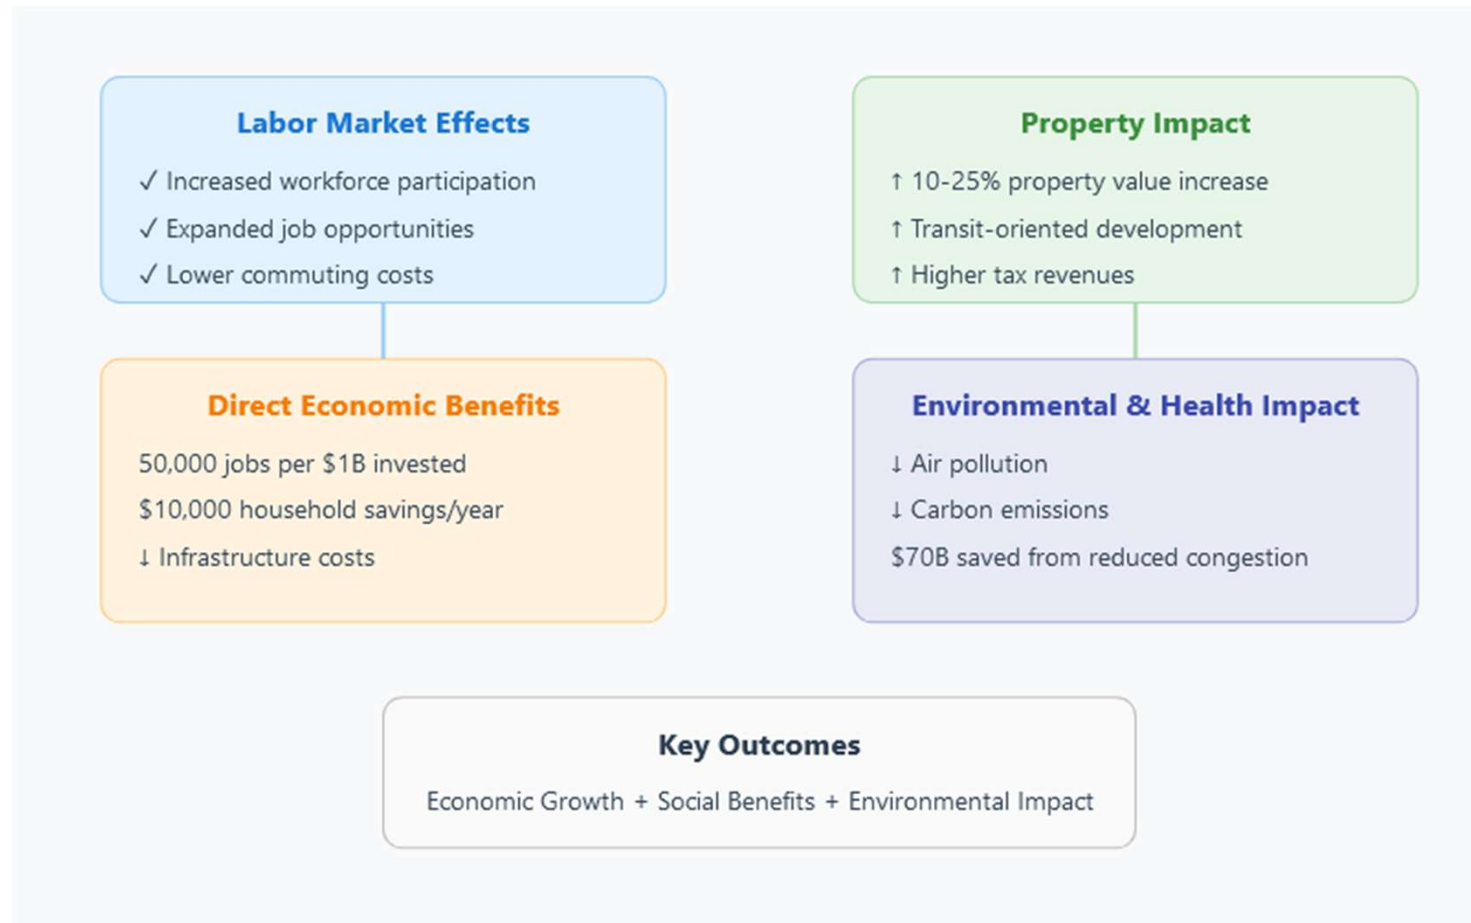 Labor Market Effects
✓ Increased workforce participation
✓ Expanded job opportunities
✓ Lower commuting costs
Property Impact
↑ 10-25% property value increase
↑ Transit-oriented development
↑ Higher tax revenues
Direct Economic Benefits
50,000 jobs per $1B invested
$10,000 household savings/year
↓ Infrastructure costs
Environmental & Health Impact
↓ Air pollution
↓ Carbon emissions
$70B saved from reduced congestion
Key Outcomes
Economic Growth + Social Benefits + Environmental Impact